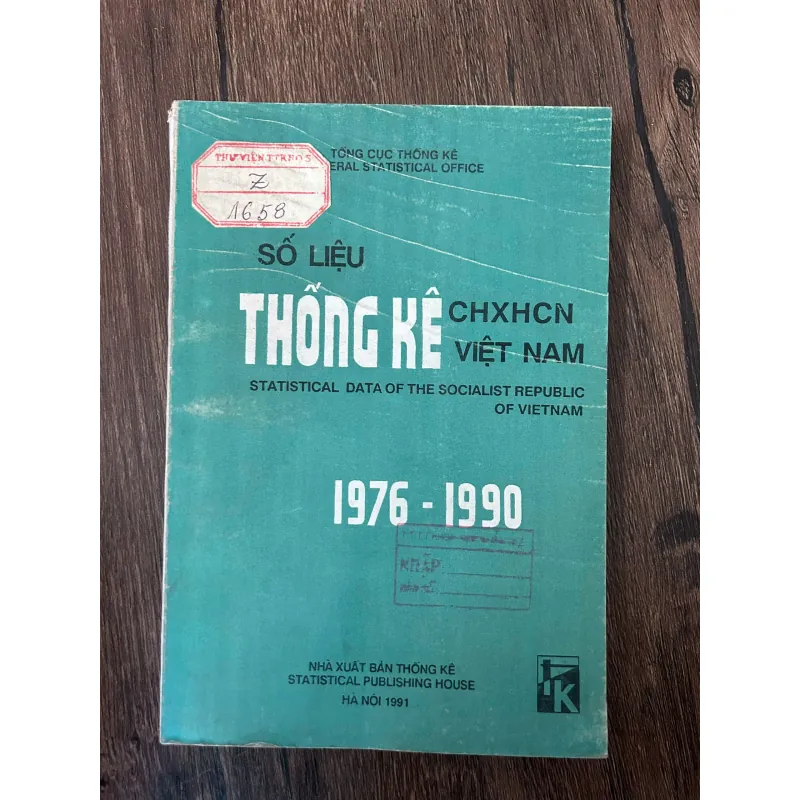 THƯ VIỆN TTKHQS
Z
1658
TỔNG CỤC THỐNG KÊ
ERAL STATISTICAL OFFICE
SỐ LIỆU
THỐNG KÊ CHXHCN
VIỆT NAM
STATISTICAL DATA OF THE SOCIALIST REPUBLIC
OF VIETNAM
1976 - 1990
NHẬP
NHÀ XUẤT BẢN THỐNG KÊ
STATISTICAL PUBLISHING HOUSE
HÀ NỘI 1991
TK